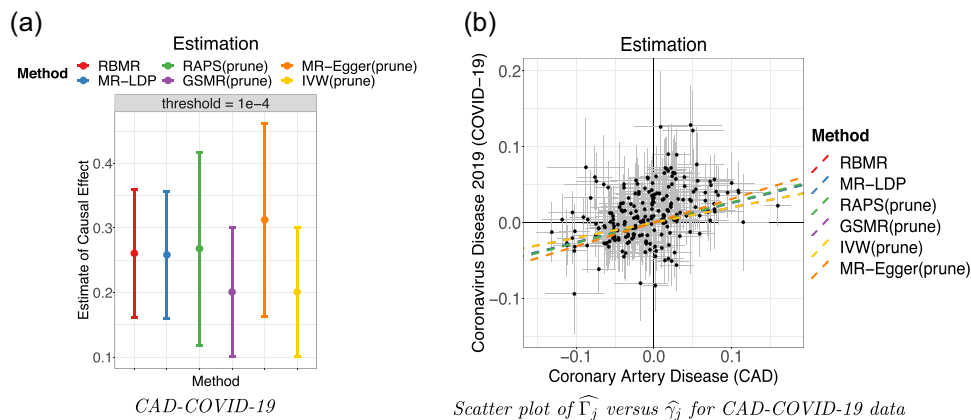 (a)
Estimation
Method RBMR RAPS(prune) MR-Egger(prune)
MR-LDP GSMR(prune) IVW(prune)
threshold = 1e-4
Estimate of Causal Effect
0.4
0.3
0.2
0.1
Method
CAD-COVID-19
(b)
Estimation
Coronavirus Disease 2019 (COVID-19)
0.2
0.1
0.0
−0.1
−0.1 0.0 0.1
Coronary Artery Disease (CAD)
Method
RBMR
MR-LDP
RAPS(prune)
GSMR(prune)
IVW(prune)
MR-Egger(prune)
Scatter plot of Γ̂ⱼ versus γ̂ⱼ for CAD-COVID-19 data